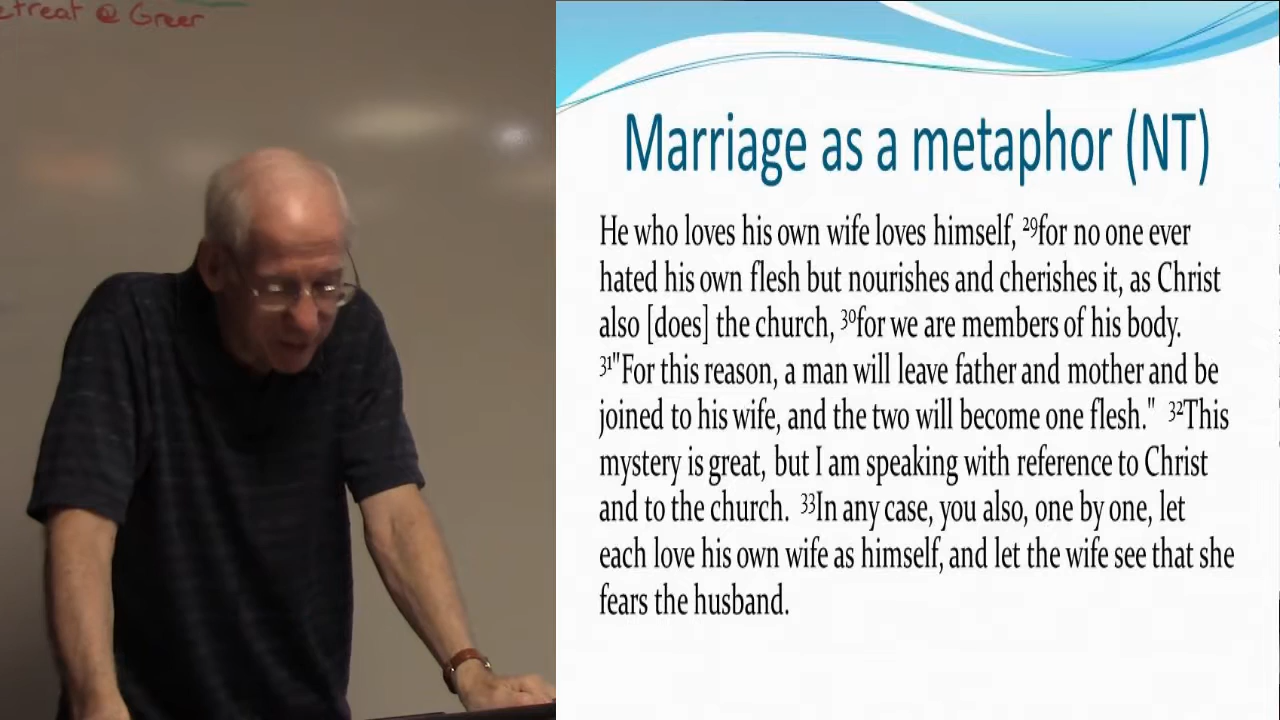 etreat @ Greer
Marriage as a metaphor (NT)
He who loves his own wife loves himself, ²⁹for no one ever
hated his own flesh but nourishes and cherishes it, as Christ
also [does] the church, ³⁰for we are members of his body.
³¹"For this reason, a man will leave father and mother and be
joined to his wife, and the two will become one flesh." ³²This
mystery is great, but I am speaking with reference to Christ
and to the church. ³³In any case, you also, one by one, let
each love his own wife as himself, and let the wife see that she
fears the husband.